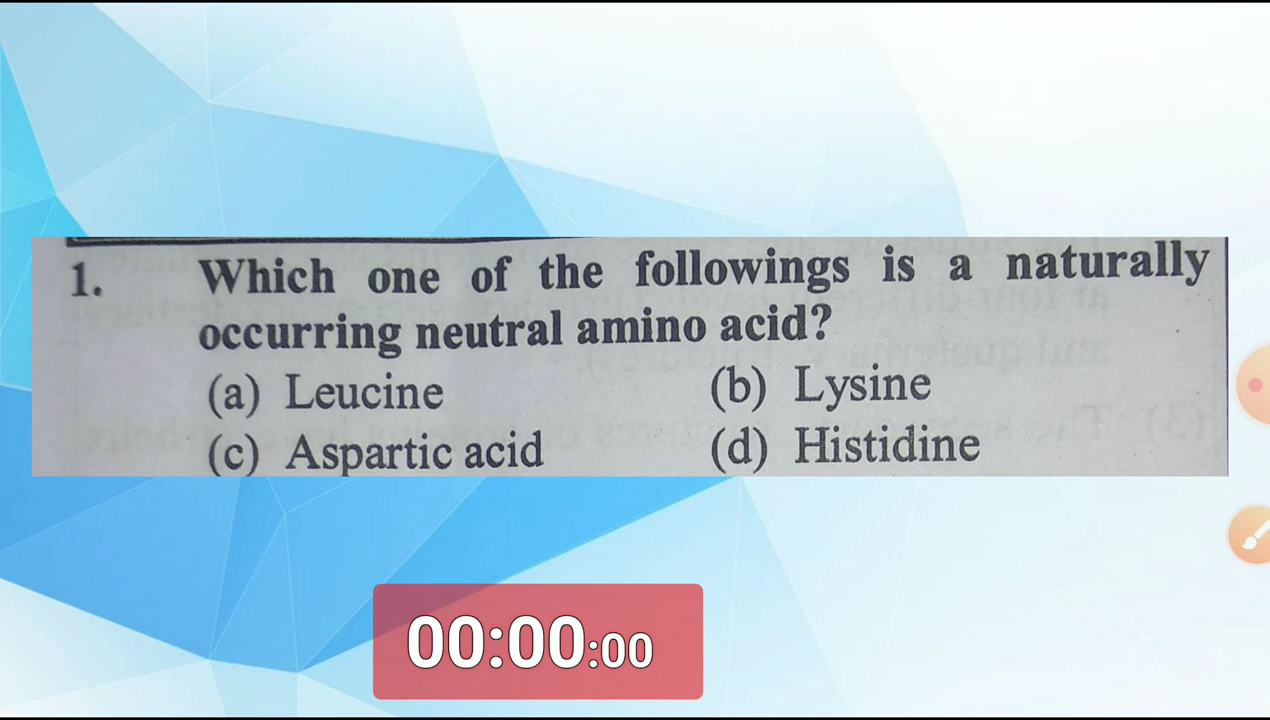 1. Which one of the followings is a naturally
occurring neutral amino acid?
(a) Leucine (b) Lysine
(c) Aspartic acid (d) Histidine
00:00:00